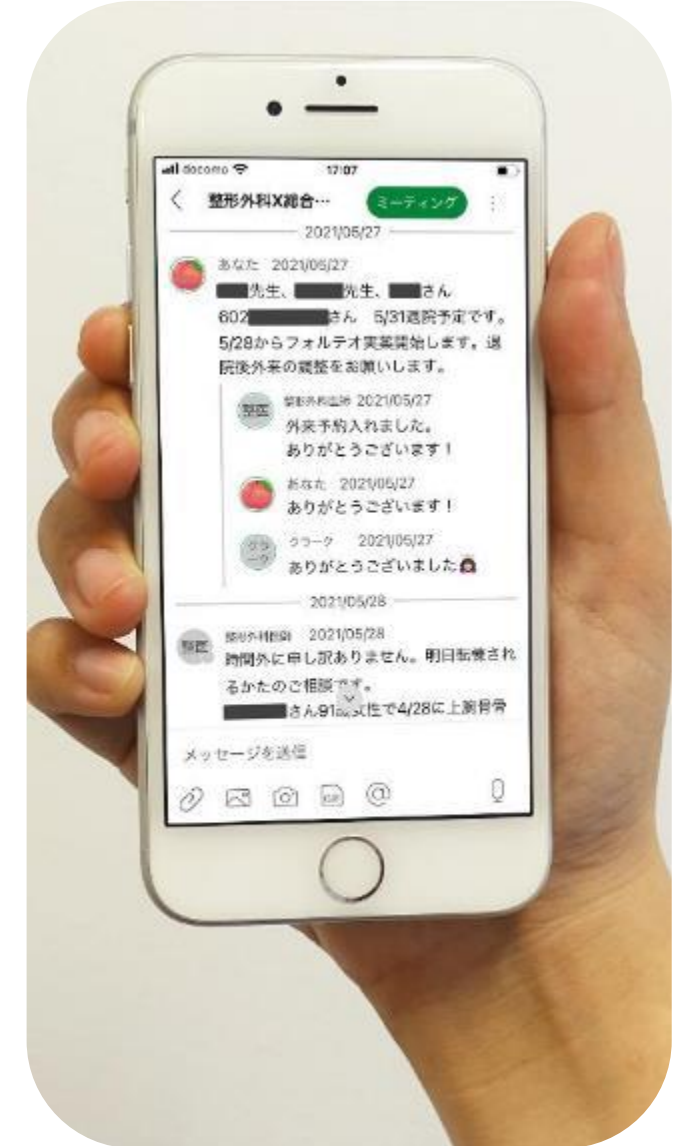 docomo 17:07
整形外科X総合… ミーティング
2021/05/27
あなた 2021/05/27
先生、 先生、 さん
602 さん 5/31退院予定です。
5/28からフォルテオ実薬開始します。退
院後外来の調整をお願いします。
整医 整形外科医師 2021/05/27
外来予約入れました。
ありがとうございます！
あなた 2021/05/27
ありがとうございます！
クラーク クラーク 2021/05/27
ありがとうございました🙇🏻‍♀️
2021/05/28
整医 整形外科医師 2021/05/28
時間外に申し訳ありません。明日転棟され
るかたのご相談です。
さん91歳女性で4/28に上腕骨骨
メッセージを送信
GIF @